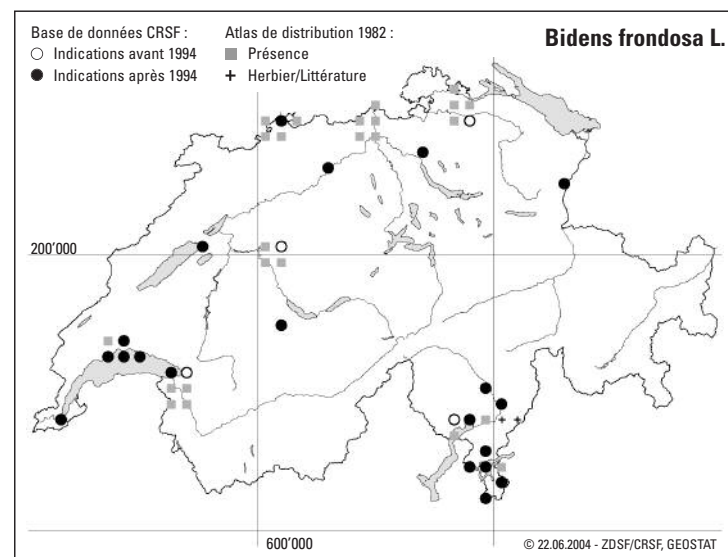 Base de données CRSF :
Indications avant 1994
Indications après 1994
Atlas de distribution 1982 :
Présence
Herbier/Littérature
Bidens frondosa L.
200'000
600'000
© 22.06.2004 - ZDSF/CRSF, GEOSTAT